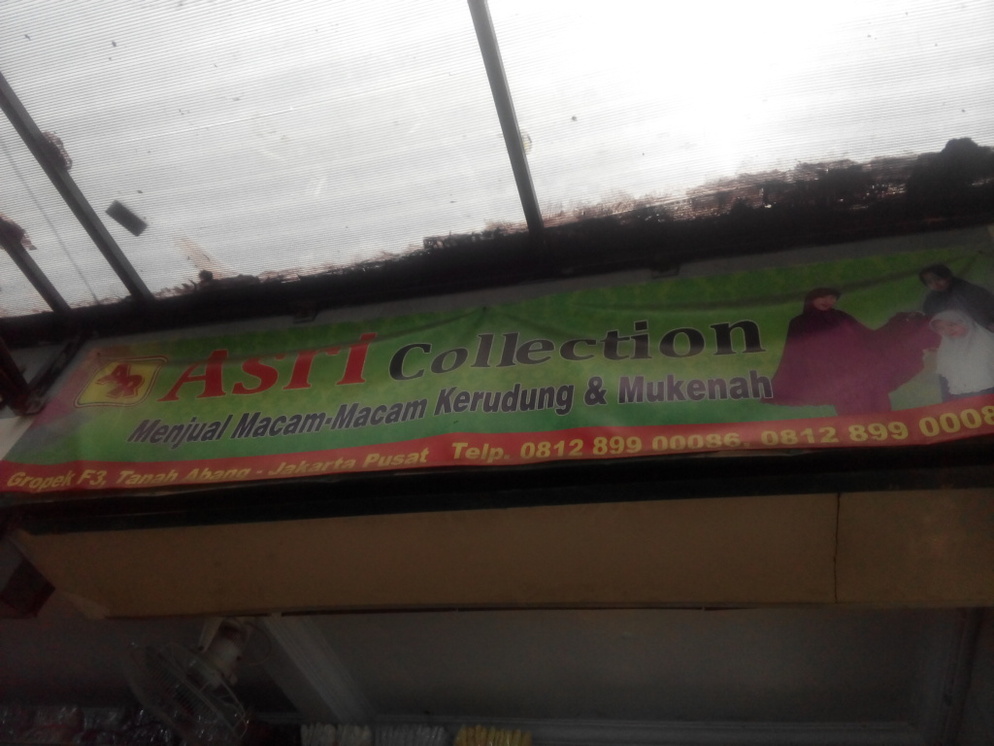 Asri Collection
Menjual Macam-Macam Kerudung & Mukenah
Gropek F3, Tanah Abang - Jakarta Pusat Telp. 0812 899 00086, 0812 899 0008